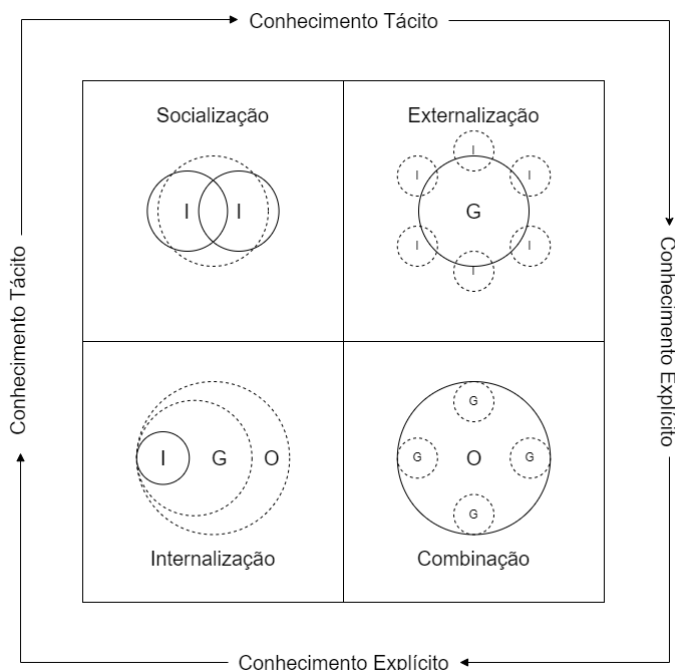 Conhecimento Tácito
Socialização
I I
Externalização
I
I I
G
I I
I
Conhecimento Tácito
Conhecimento Explícito
I G O
Internalização
G
G O G
G
Combinação
Conhecimento Explícito